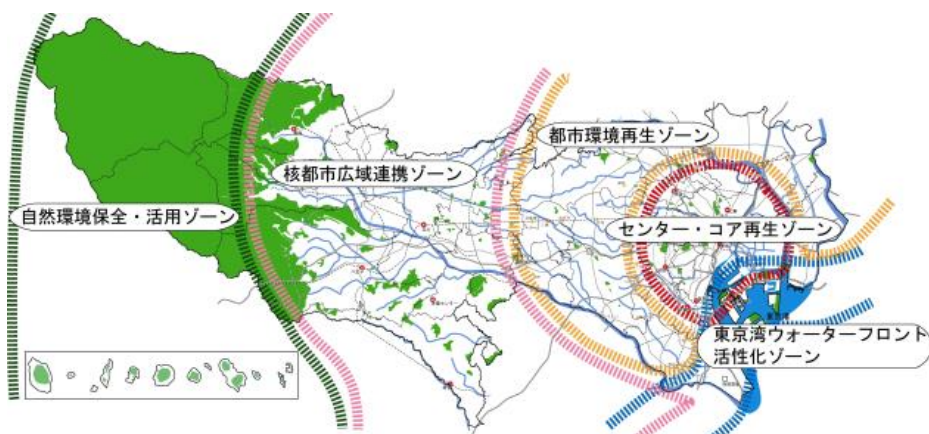 都市環境再生ゾーン
核都市広域連携ゾーン
自然環境保全・活用ゾーン
センター・コア再生ゾーン
東京湾ウォーターフロント
活性化ゾーン